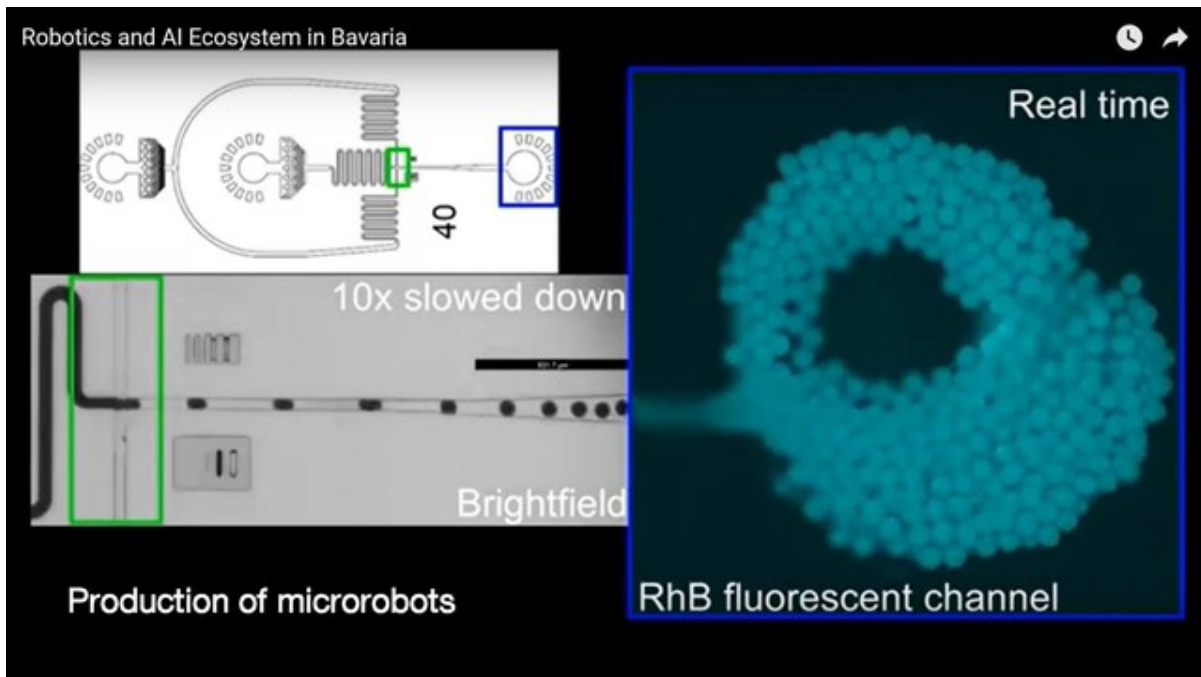 Robotics and AI Ecosystem in Bavaria
40
10x slowed down
Brightfield
Production of microrobots
Real time
RhB fluorescent channel